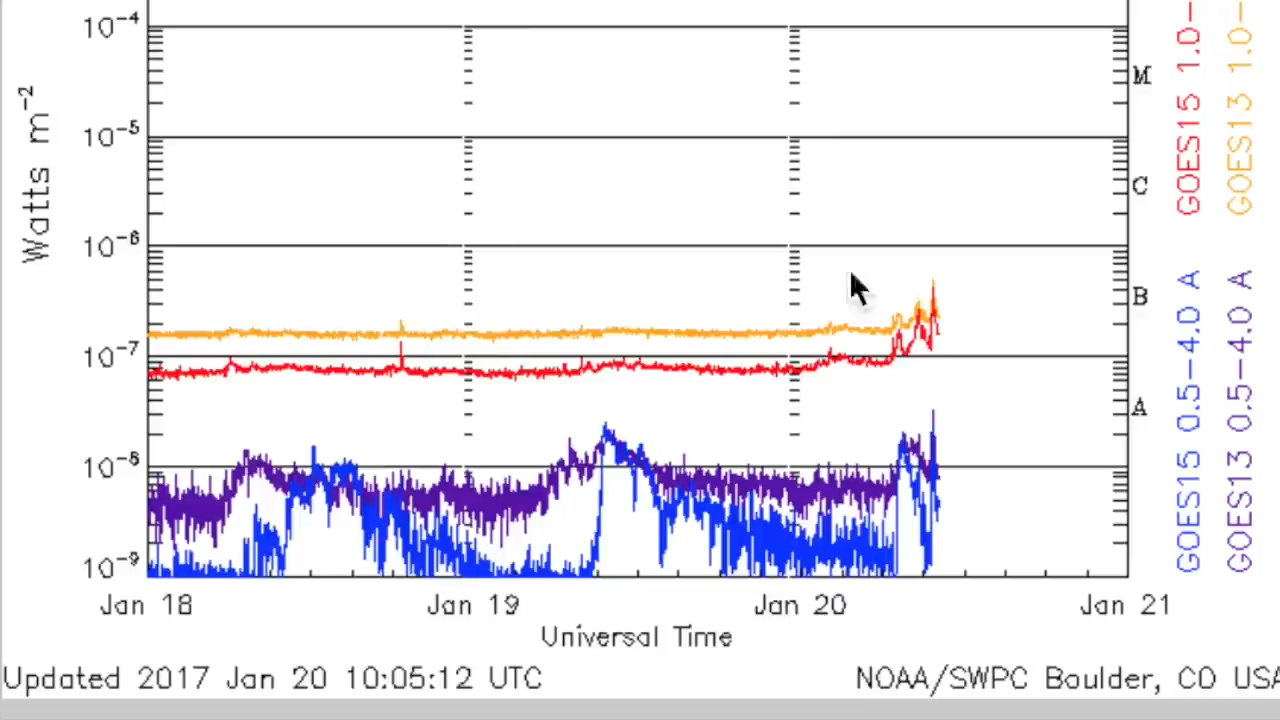 10-4
10-5
10-6
10-7
10-8
10-9
Watts m-2
M
C
B
A
Jan 18 Jan 19 Jan 20 Jan 21
Universal Time
Updated 2017 Jan 20 10:05:12 UTC
NOAA/SWPC Boulder, CO USA
GOES15 0.5-4.0 A GOES15 1.0-
GOES13 0.5-4.0 A GOES13 1.0-